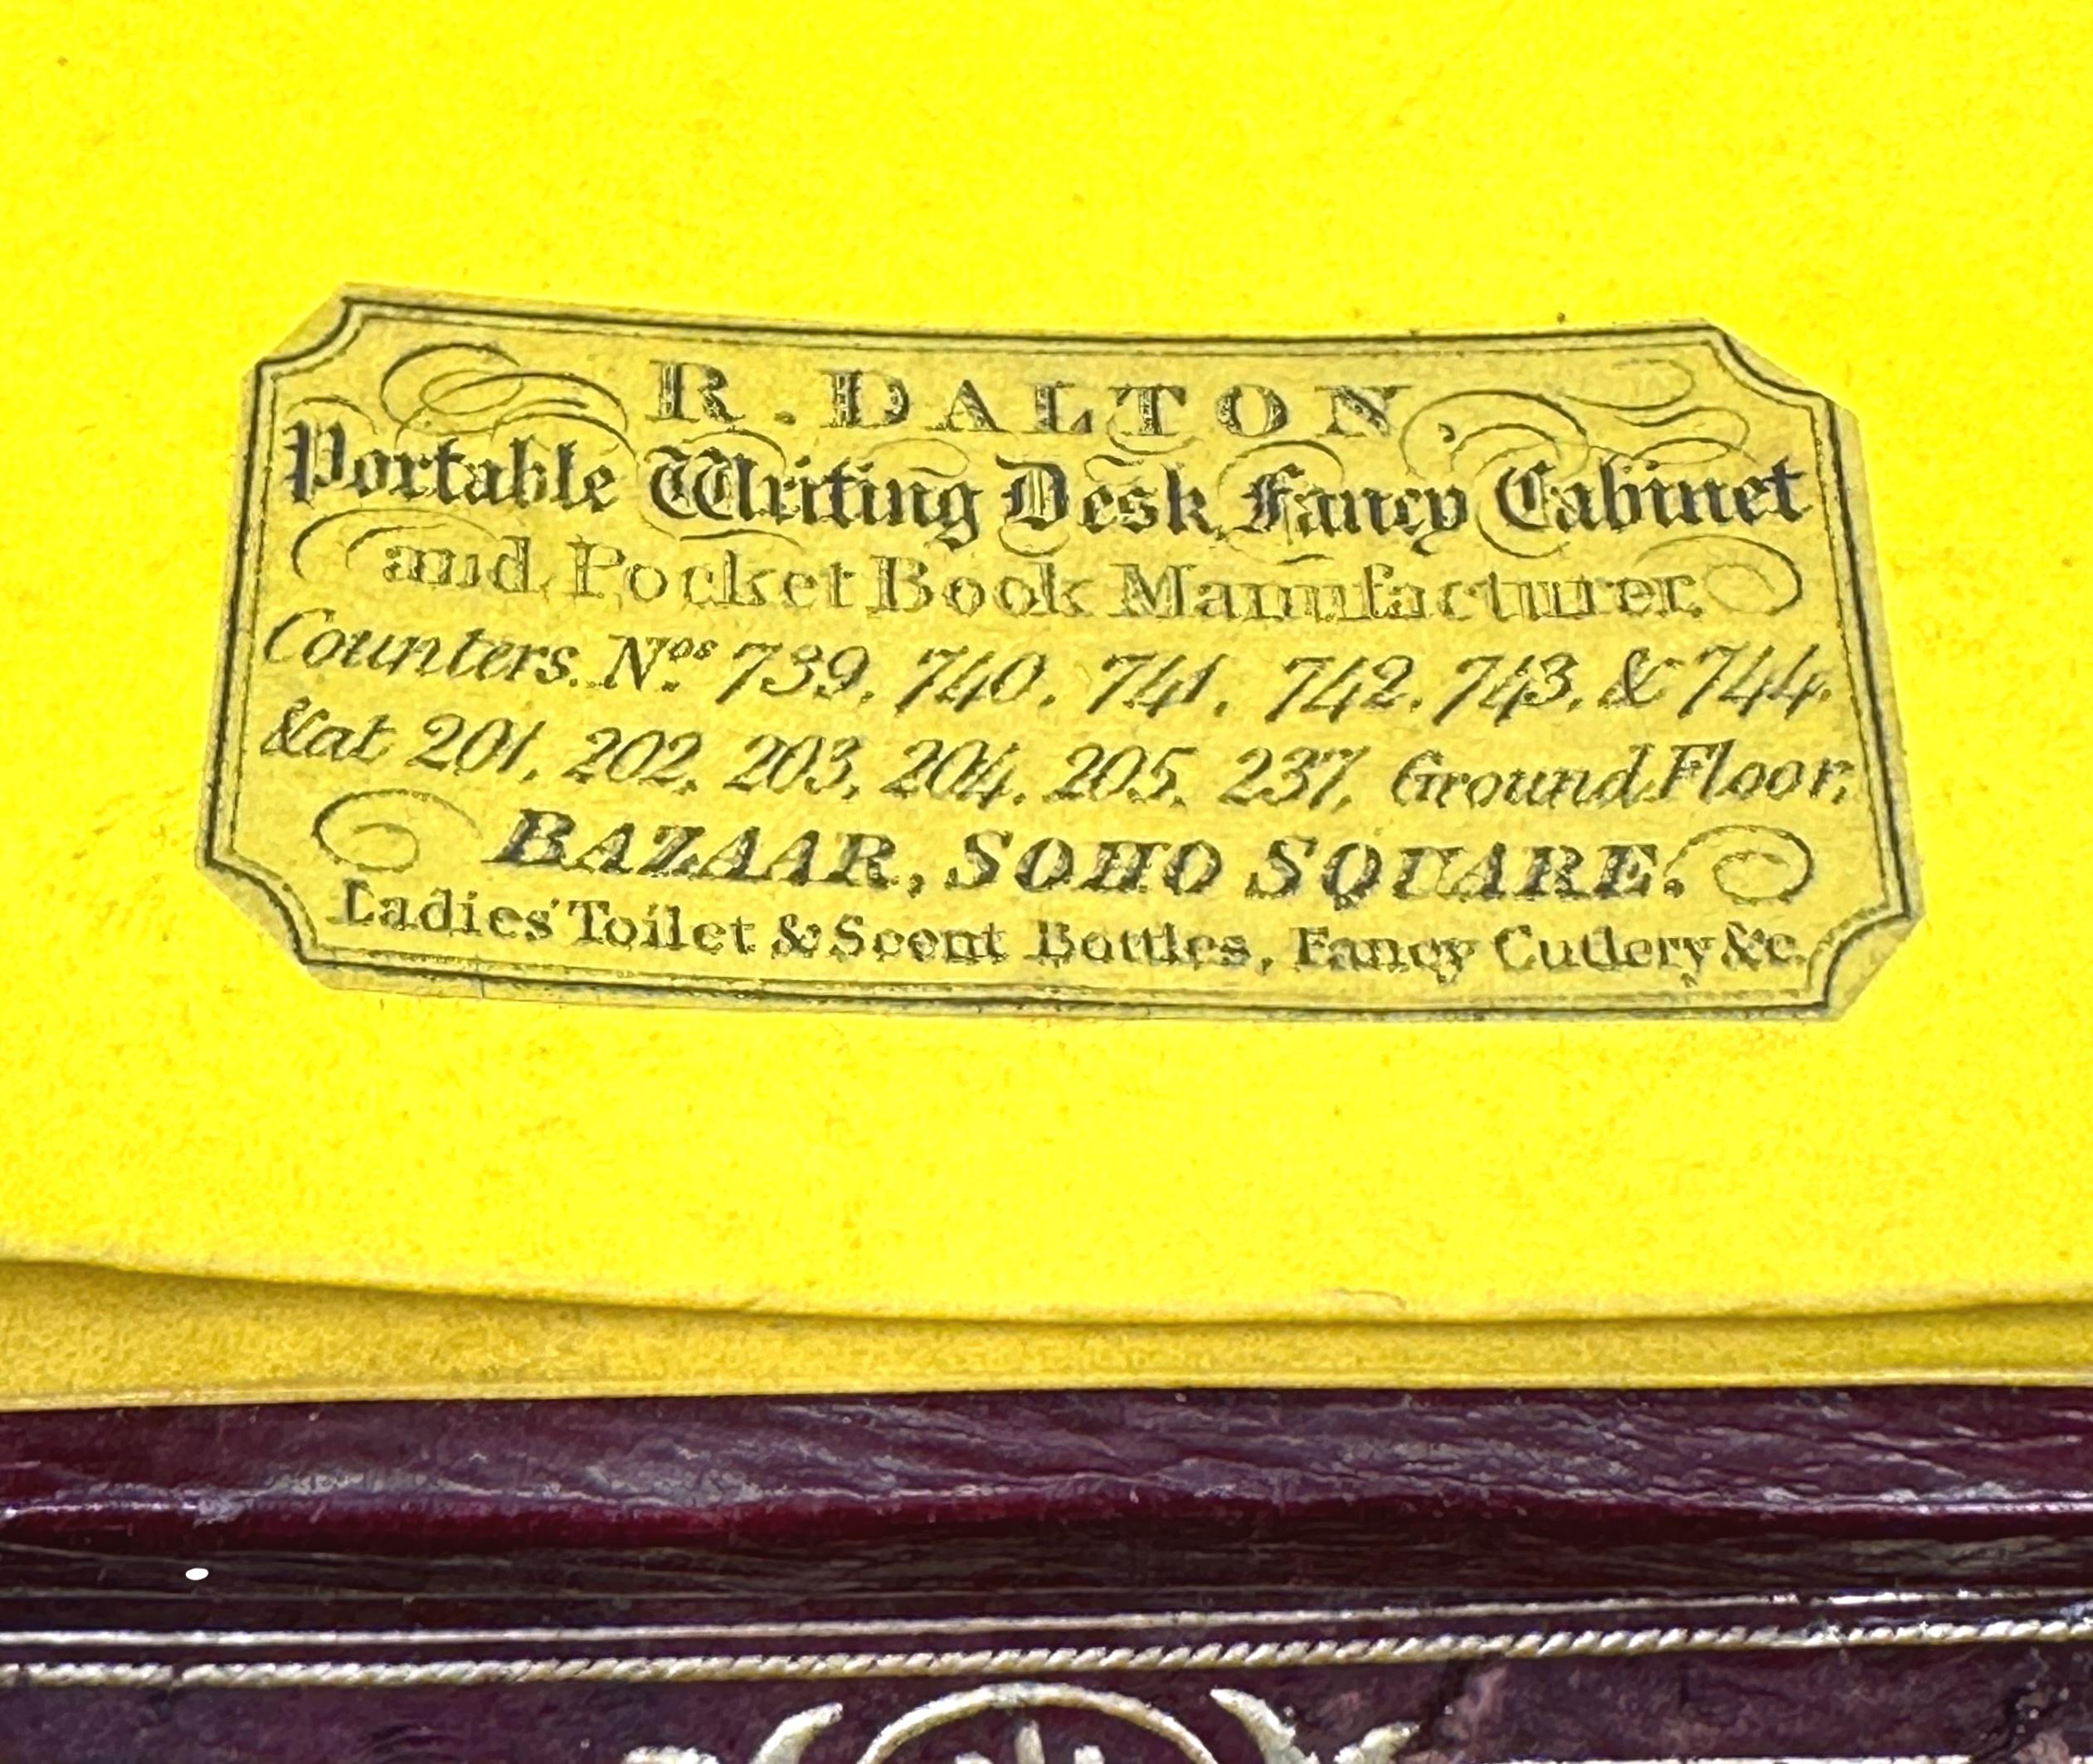 R. DALTON,
Portable Writing Desk Fancy Cabinet
and Pocket Book Manufacturer.
Counters. Nos. 739, 740, 741, 742, 743, & 744.
& at 201, 202, 203, 204, 205, 237, Ground Floor,
BAZAAR, SOHO SQUARE.
Ladies' Toilet & Scent Bottles, Fancy Cutlery &c.